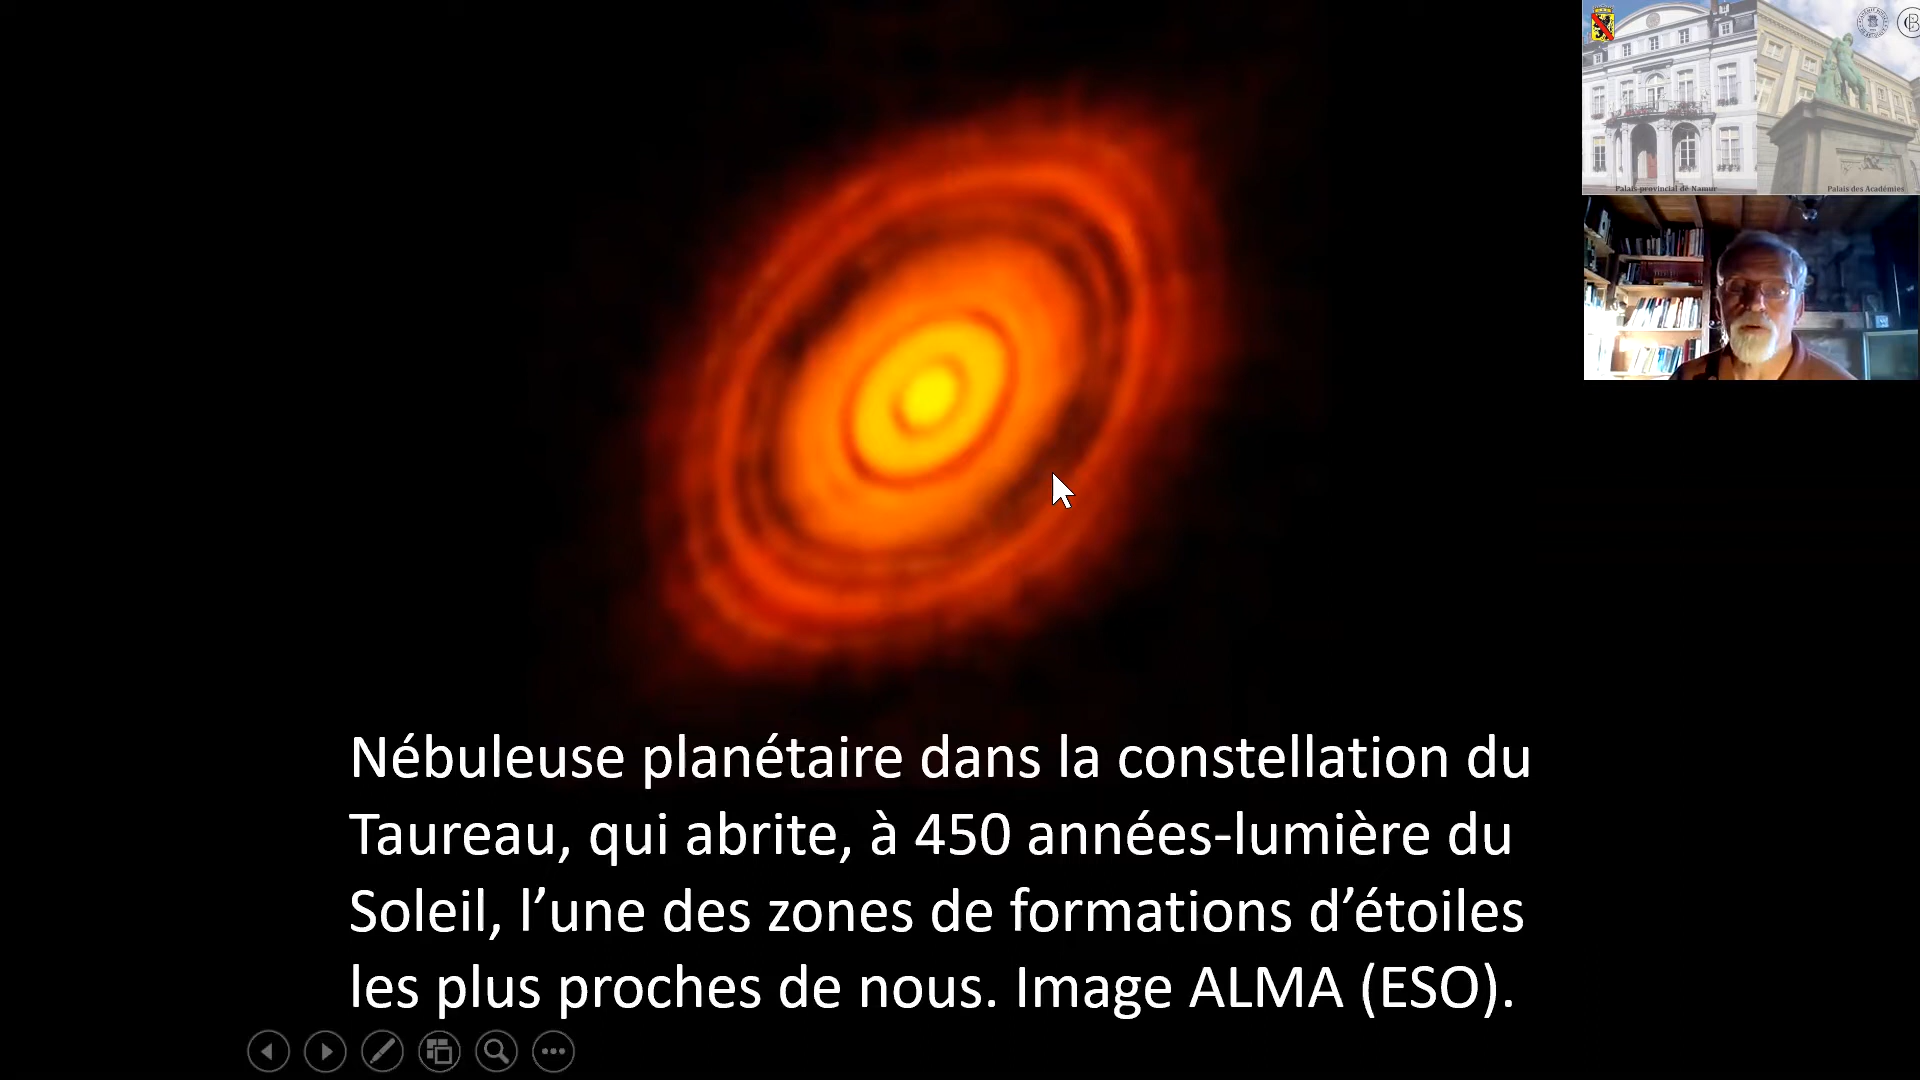 Palais provincial de Namur
Palais des Académies
Nébuleuse planétaire dans la constellation du
Taureau, qui abrite, à 450 années-lumière du
Soleil, l’une des zones de formations d’étoiles
les plus proches de nous. Image ALMA (ESO).